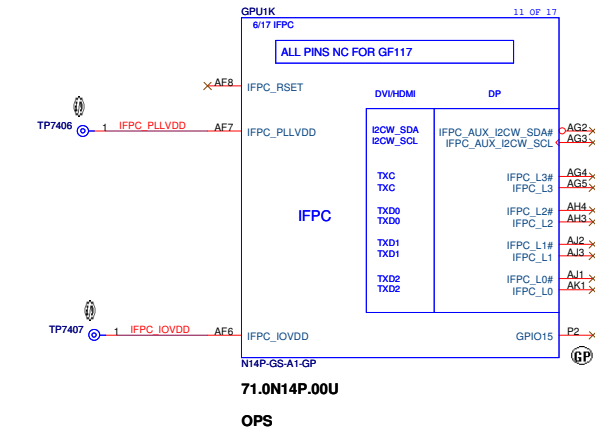 GPU1K
11 OF 17
6/17 IFPC
ALL PINS NC FOR GF117
AF8
IFPC_RSET
DVI/HDMI
DP
TP7406
1
IFPC_PLLVDD
AF7
IFPC_PLLVDD
I2CW_SDA
IFPC_AUX_I2CW_SDA#
AG2
I2CW_SCL
IFPC_AUX_I2CW_SCL
AG3
TXC
IFPC_L3#
AG4
TXC
IFPC_L3
AG5
IFPC
TXD0
IFPC_L2#
AH4
TXD0
IFPC_L2
AH3
TXD1
IFPC_L1#
AJ2
TXD1
IFPC_L1
AJ3
TXD2
IFPC_L0#
AJ1
TXD2
IFPC_L0
AK1
TP7407
1
IFPC_IOVDD
AF6
IFPC_IOVDD
GPIO15
P2
GP
N14P-GS-A1-GP
71.0N14P.00U
OPS